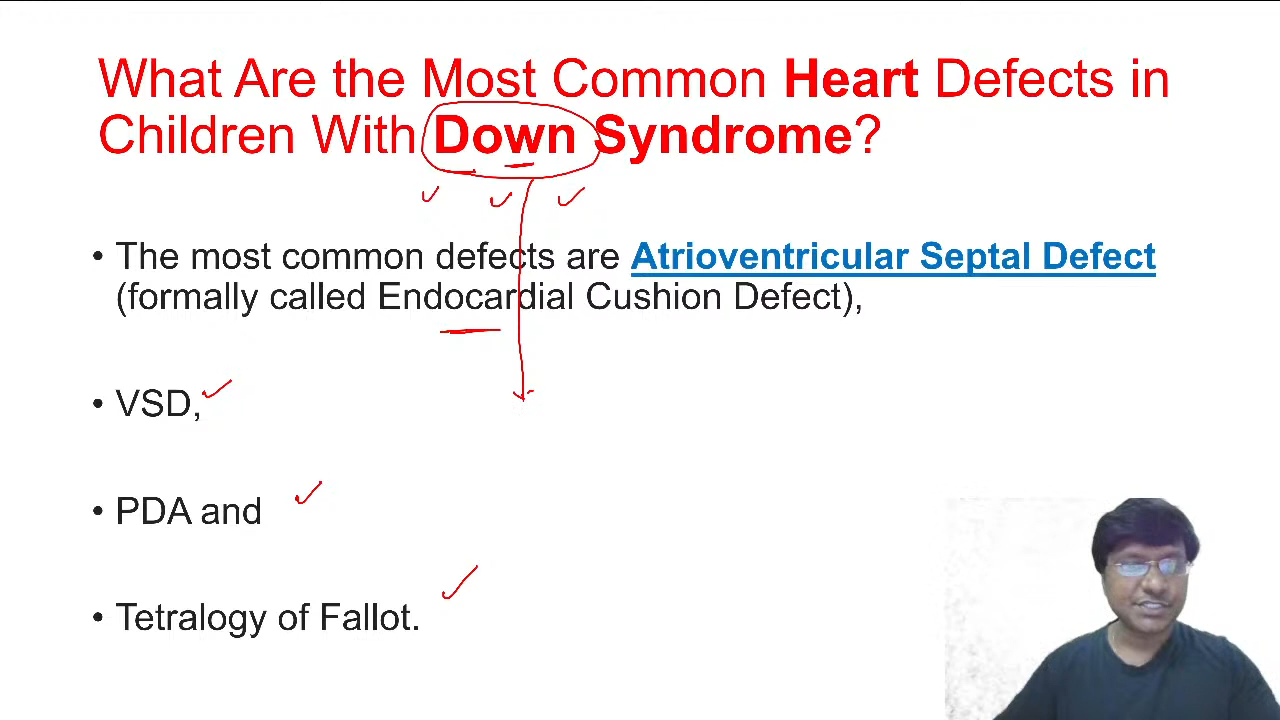 What Are the Most Common Heart Defects in
Children With Down Syndrome?
• The most common defects are Atrioventricular Septal Defect
(formally called Endocardial Cushion Defect),
• VSD,
• PDA and
• Tetralogy of Fallot.